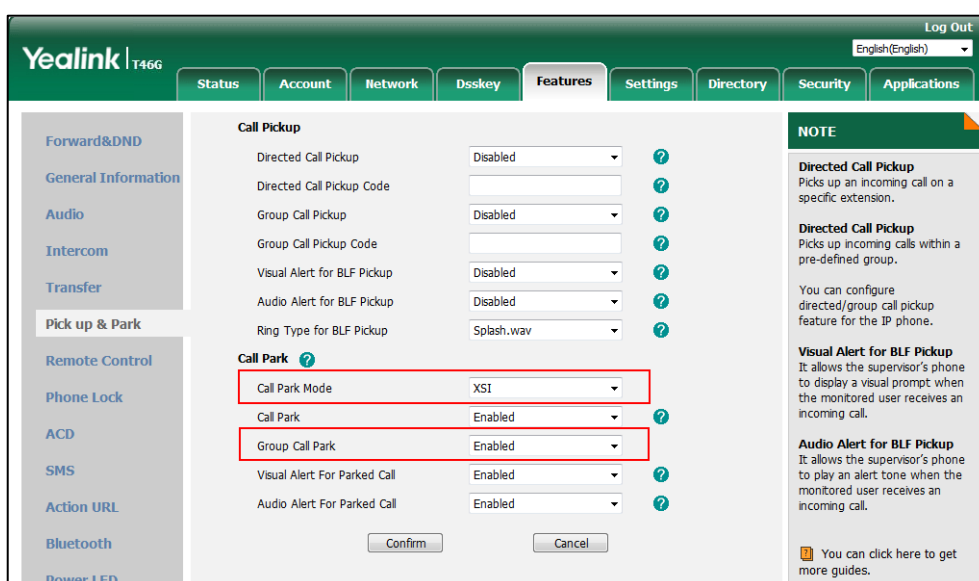 Log Out
Yealink T46G
English(English)
Status Account Network Dsskey Features Settings Directory Security Applications
Forward&DND
General Information
Audio
Intercom
Transfer
Pick up & Park
Remote Control
Phone Lock
ACD
SMS
Action URL
Bluetooth
Power LED
Call Pickup
Directed Call Pickup Disabled ?
Directed Call Pickup Code ?
Group Call Pickup Disabled ?
Group Call Pickup Code ?
Visual Alert for BLF Pickup Disabled ?
Audio Alert for BLF Pickup Disabled ?
Ring Type for BLF Pickup Splash.wav ?
Call Park ?
Call Park Mode XSI
Call Park Enabled ?
Group Call Park Enabled
Visual Alert For Parked Call Enabled ?
Audio Alert For Parked Call Enabled ?
Confirm Cancel
NOTE
Directed Call Pickup
Picks up an incoming call on a
specific extension.
Directed Call Pickup
Picks up incoming calls within a
pre-defined group.
You can configure
directed/group call pickup
feature for the IP phone.
Visual Alert for BLF Pickup
It allows the supervisor's phone
to display a visual prompt when
the monitored user receives an
incoming call.
Audio Alert for BLF Pickup
It allows the supervisor's phone
to play an alert tone when the
monitored user receives an
incoming call.
? You can click here to get
more guides.